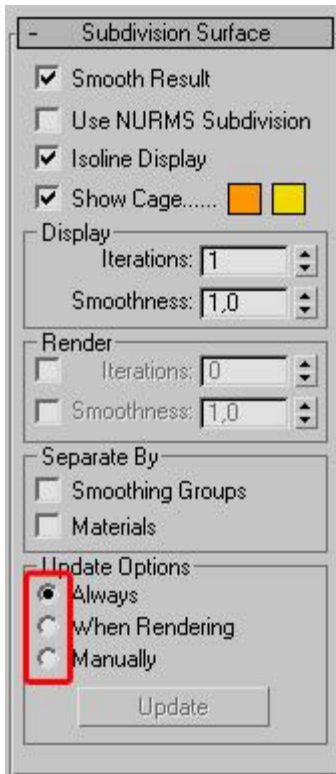 - Subdivision Surface
Smooth Result
Use NURMS Subdivision
Isoline Display
Show Cage......
Display
Iterations: 1
Smoothness: 1,0
Render
Iterations: 0
Smoothness: 1,0
Separate By
Smoothing Groups
Materials
Update Options
Always
When Rendering
Manually
Update